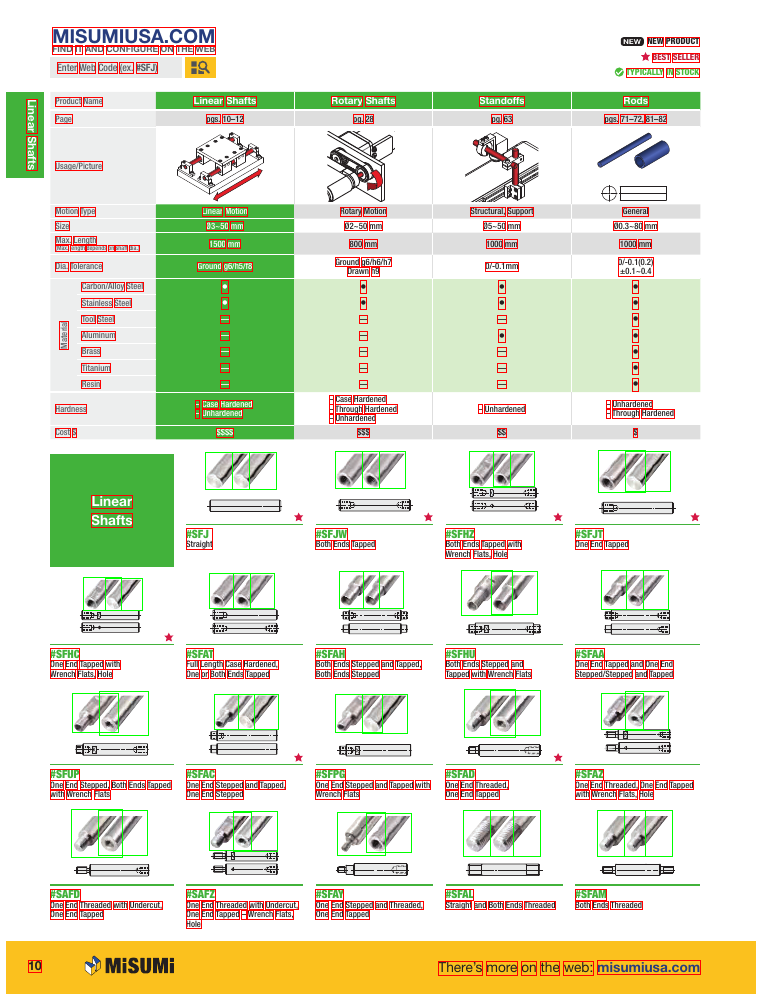 MISUMIUSA.COM
FIND IT AND CONFIGURE ON THE WEB
Enter Web Code (ex. #SFJ)
NEW NEW PRODUCT
BEST SELLER
TYPICALLY IN STOCK
Linear Shafts
Product Name Linear Shafts Rotary Shafts Standoffs Rods
Page pgs. 10–12 pg. 28 pg. 63 pgs. 71–72, 81–82
Usage/Picture
Motion Type Linear Motion Rotary Motion Structural, Support General
Size Ø3~50 mm Ø2~50 mm Ø5~50 mm Ø0.3~80 mm
Max. Length 1500 mm 800 mm 1000 mm 1000 mm
Dia. Tolerance Ground g6/h5/f8 Ground g6/h6/h7 0/-0.1mm 0/-0.1(0.2)
Drawn h9 ±0.1~0.4
Material
Carbon/Alloy Steel • • • •
Stainless Steel • • • •
Tool Steel — — — •
Aluminum — — • •
Brass — — — •
Titanium — — — •
Resin — — — •
Hardness
– Case Hardened
– Unhardened
– Case Hardened
– Through Hardened
– Unhardened
– Unhardened
– Unhardened
– Through Hardened
Cost $ $$$$ $$$ $$ $
Linear
Shafts
#SFJ
Straight
#SFJW
Both Ends Tapped
#SFHZ
Both Ends Tapped with
Wrench Flats, Hole
#SFJT
One End Tapped
#SFHC
One End Tapped with
Wrench Flats, Hole
#SFAT
Full Length Case Hardened,
One or Both Ends Tapped
#SFAH
Both Ends Stepped and Tapped,
Both Ends Stepped
#SFHU
Both Ends Stepped and
Tapped with Wrench Flats
#SFAA
One End Tapped and One End
Stepped/Stepped and Tapped
#SFUP
One End Stepped, Both Ends Tapped
with Wrench Flats
#SFAC
One End Stepped and Tapped,
One End Stepped
#SFPG
One End Stepped and Tapped with
Wrench Flats
#SFAD
One End Threaded,
One End Tapped
#SFAZ
One End Threaded, One End Tapped
with Wrench Flats, Hole
#SAFD
One End Threaded with Undercut,
One End Tapped
#SAFZ
One End Threaded with Undercut,
One End Tapped – Wrench Flats,
Hole
#SFAY
One End Stepped and Threaded,
One End Tapped
#SFAL
Straight and Both Ends Threaded
#SFAM
Both Ends Threaded
10
MiSUMi
There's more on the web: misumiusa.com